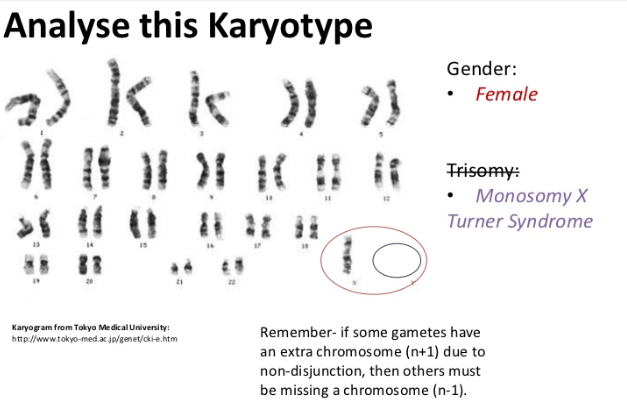 Analyse this Karyotype
Gender:
• Female
Trisomy:
• Monosomy X
Turner Syndrome
1 2 3 4 5
6 7 8 9 10 11 12
13 14 15 16 17 18
19 20 21 22 X Y
Karyogram from Tokyo Medical University:
http://www.tokyo-med.ac.jp/genet/cki-e.htm
Remember- if some gametes have
an extra chromosome (n+1) due to
non-disjunction, then others must
be missing a chromosome (n-1).